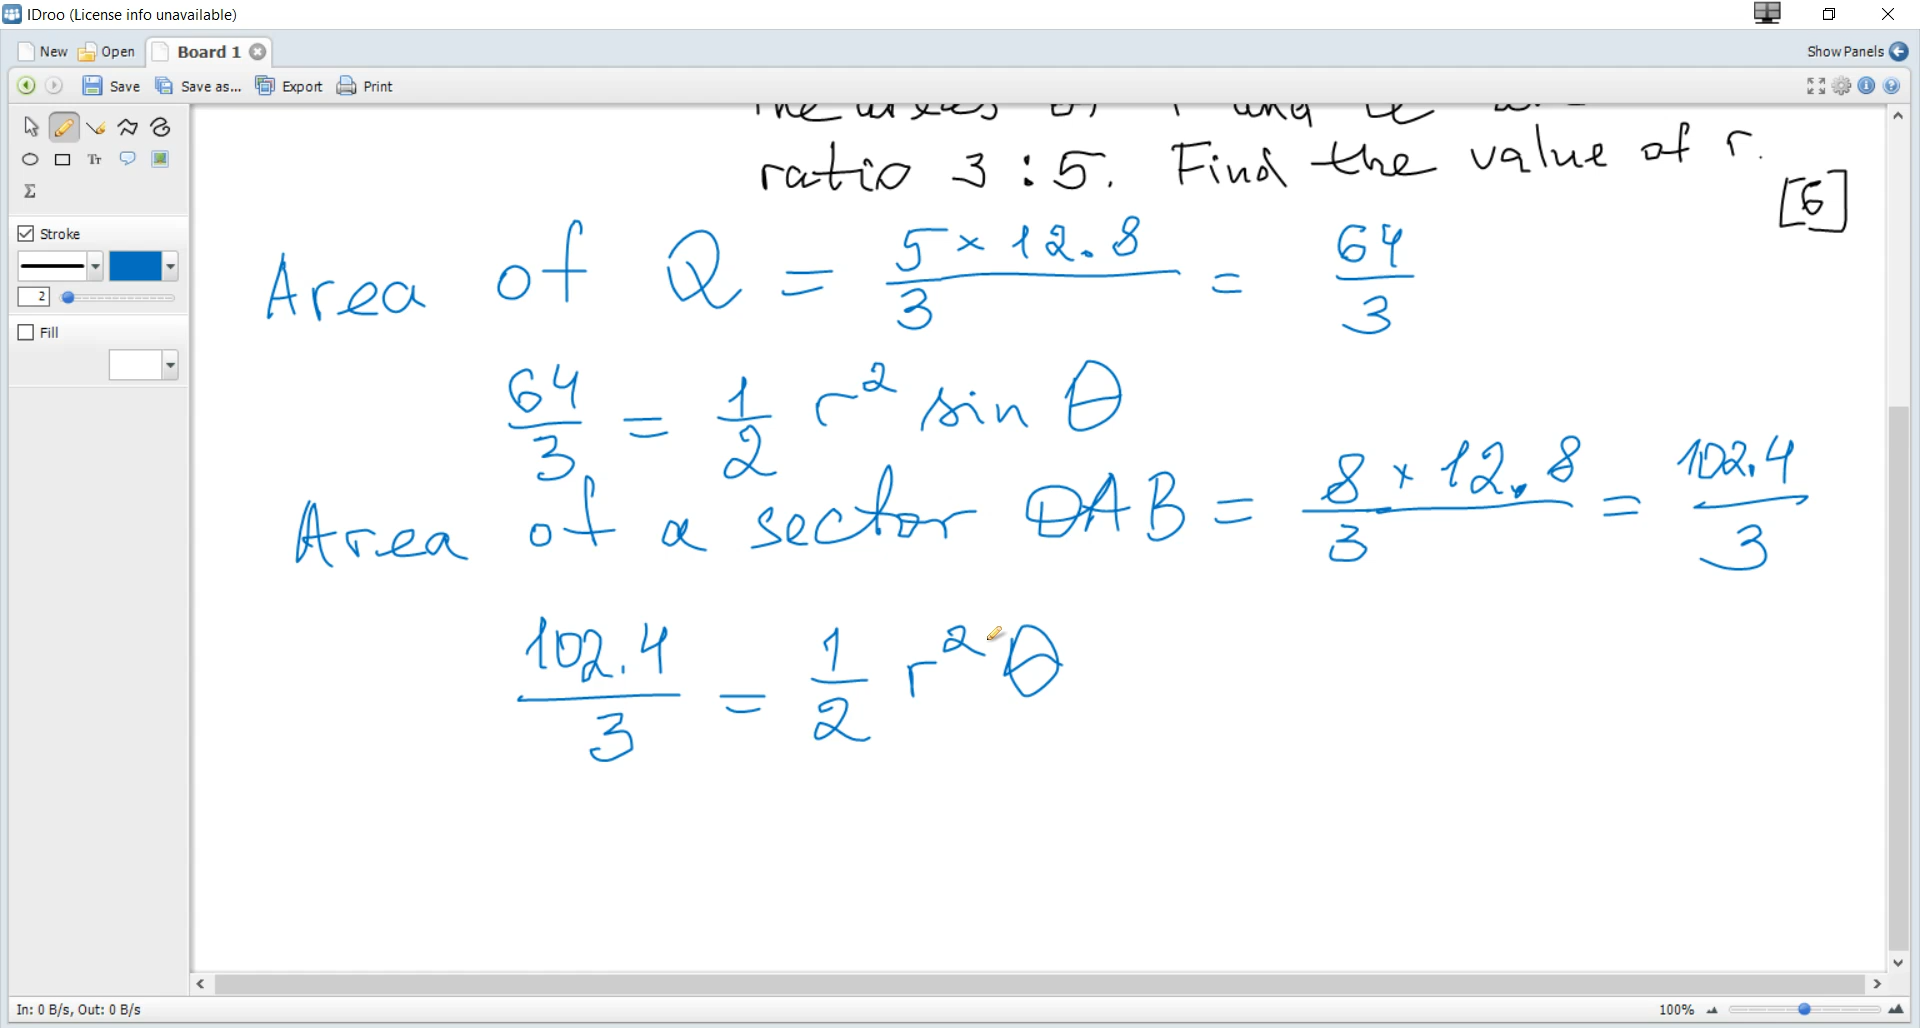 IDroo (License info unavailable)
New Open Board 1 Show Panels
Save Save as... Export Print
Tт
Σ
Stroke
2
Fill
ratio 3 : 5. Find the value of r.
[6]
Area of Q = 5 × 12.8 / 3 = 64 / 3
64 / 3 = 1 / 2 r² sin θ
Area of a sector OAB = 8 × 12.8 / 3 = 102.4 / 3
102.4 / 3 = 1 / 2 r² θ
In: 0 B/s, Out: 0 B/s 100%